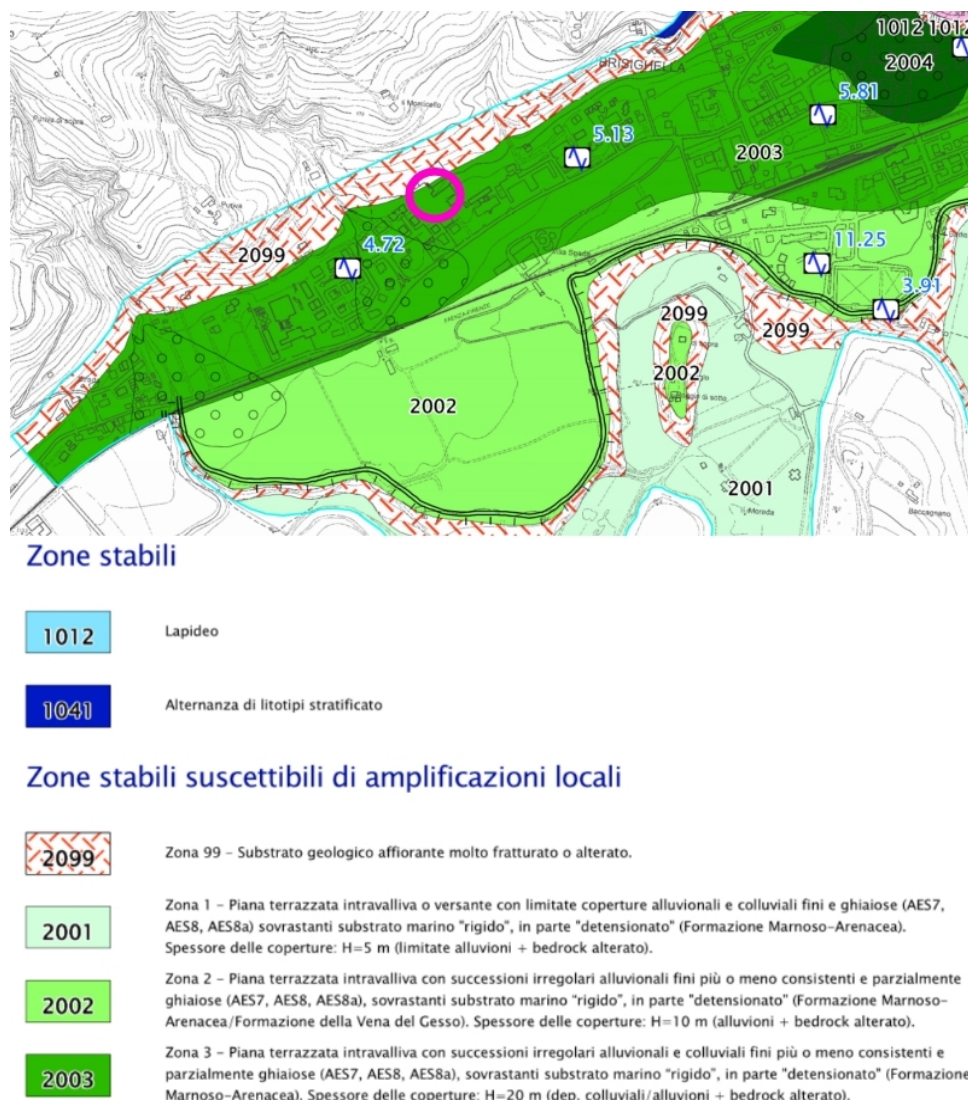 1012 1012
2004
BRISIGHELLA
5.81
Il Monticello
5.13
2003
2099
4.72
11.25
3.91
2099
2099
2002
2002
2001
Moreda
Baccagnano
Zone stabili
1012 Lapideo
1041 Alternanza di litotipi stratificato
Zone stabili suscettibili di amplificazioni locali
2099 Zona 99 – Substrato geologico affiorante molto fratturato o alterato.
Zona 1 – Piana terrazzata intravalliva o versante con limitate coperture alluvionali e colluviali fini e ghiaiose (AES7,
2001 AES8, AES8a) sovrastanti substrato marino "rigido", in parte "detensionato" (Formazione Marnoso-Arenacea).
Spessore delle coperture: H=5 m (limitate alluvioni + bedrock alterato).
Zona 2 – Piana terrazzata intravalliva con successioni irregolari alluvionali fini più o meno consistenti e parzialmente
2002 ghiaiose (AES7, AES8, AES8a), sovrastanti substrato marino "rigido", in parte "detensionato" (Formazione Marnoso-
Arenacea/Formazione della Vena del Gesso). Spessore delle coperture: H=10 m (alluvioni + bedrock alterato).
Zona 3 – Piana terrazzata intravalliva con successioni irregolari alluvionali e colluviali fini più o meno consistenti e
2003 parzialmente ghiaiose (AES7, AES8, AES8a), sovrastanti substrato marino "rigido", in parte "detensionato" (Formazione
Marnoso-Arenacea). Spessore delle coperture: H=20 m (dep. colluviali/alluvioni + bedrock alterato).